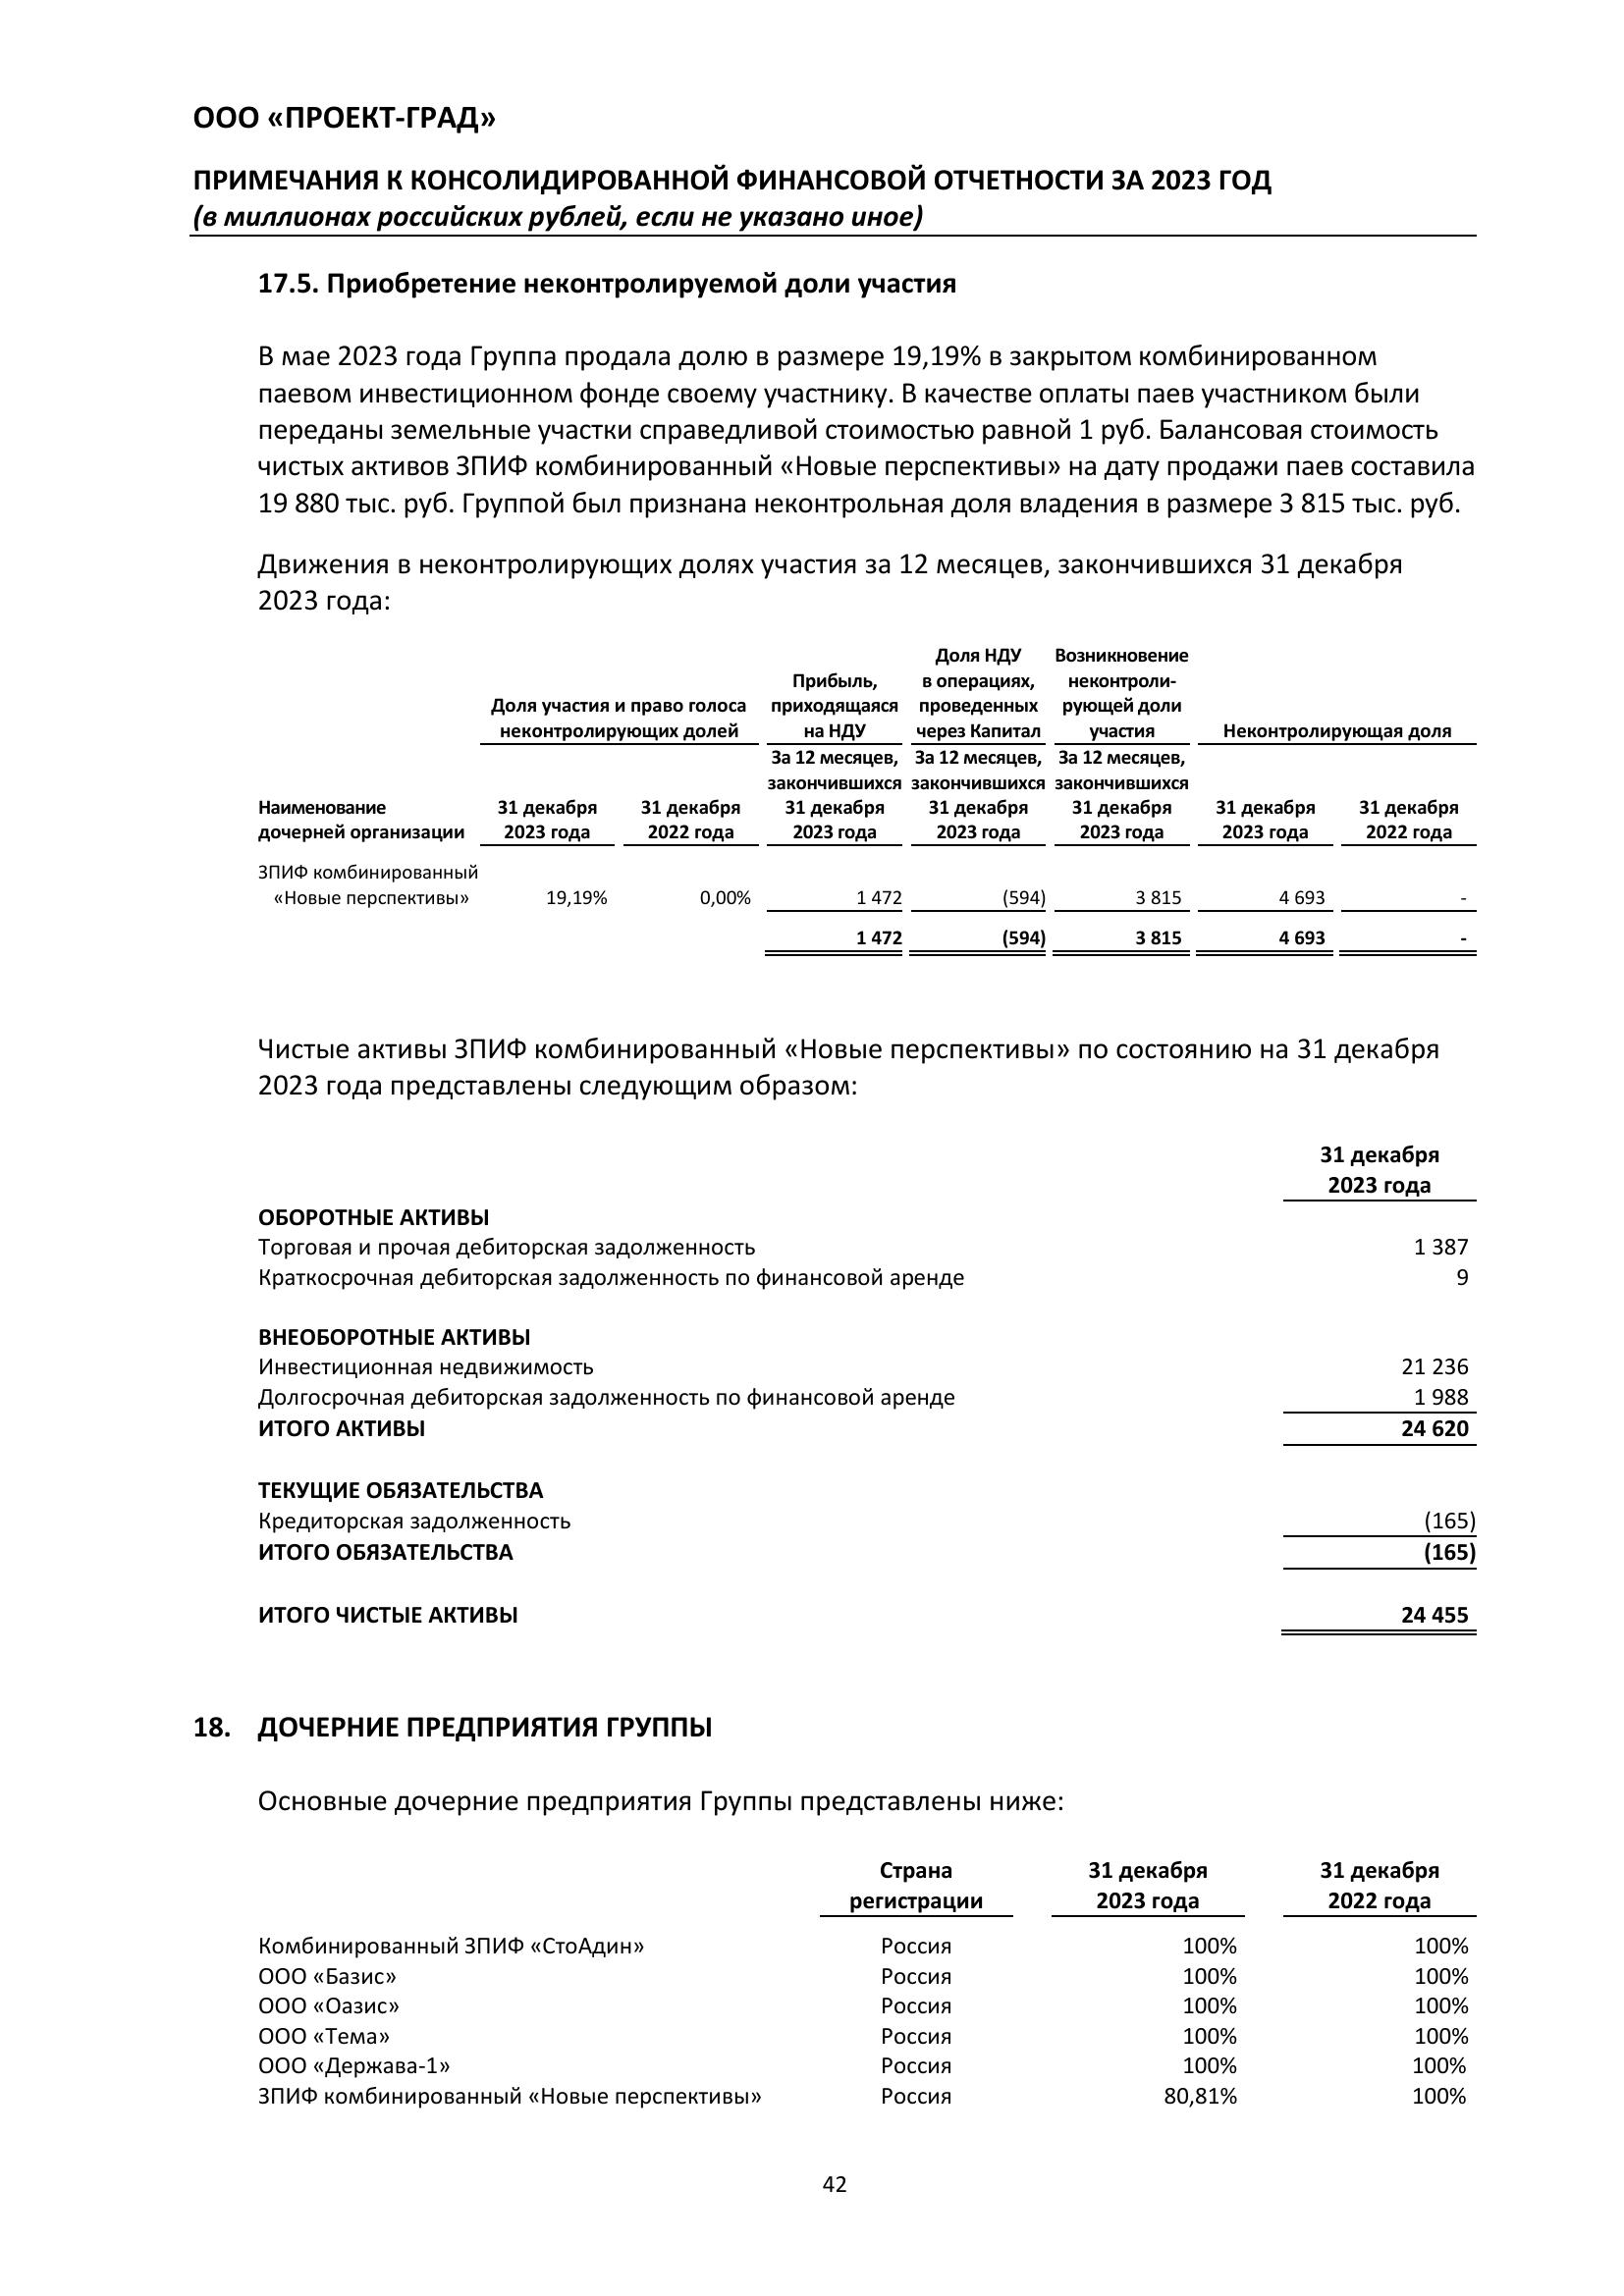 ООО «ПРОЕКТ-ГРАД»
ПРИМЕЧАНИЯ К КОНСОЛИДИРОВАННОЙ ФИНАНСОВОЙ ОТЧЕТНОСТИ ЗА 2023 ГОД
(в миллионах российских рублей, если не указано иное)
17.5. Приобретение неконтролируемой доли участия
В мае 2023 года Группа продала долю в размере 19,19% в закрытом комбинированном
паевом инвестиционном фонде своему участнику. В качестве оплаты паев участником были
переданы земельные участки справедливой стоимостью равной 1 руб. Балансовая стоимость
чистых активов ЗПИФ комбинированный «Новые перспективы» на дату продажи паев составила
19 880 тыс. руб. Группой был признана неконтрольная доля владения в размере 3 815 тыс. руб.
Движения в неконтролирующих долях участия за 12 месяцев, закончившихся 31 декабря
2023 года:
Доля НДУ Возникновение
Прибыль, в операциях, неконтроли-
Доля участия и право голоса приходящаяся проведенных рующей доли
неконтролирующих долей на НДУ через Капитал участия Неконтролирующая доля
За 12 месяцев, За 12 месяцев, За 12 месяцев,
закончившихся закончившихся закончившихся
Наименование 31 декабря 31 декабря 31 декабря 31 декабря 31 декабря 31 декабря 31 декабря
дочерней организации 2023 года 2022 года 2023 года 2023 года 2023 года 2023 года 2022 года
ЗПИФ комбинированный
«Новые перспективы» 19,19% 0,00% 1 472 (594) 3 815 4 693 -
1 472 (594) 3 815 4 693 -
Чистые активы ЗПИФ комбинированный «Новые перспективы» по состоянию на 31 декабря
2023 года представлены следующим образом:
31 декабря
2023 года
ОБОРОТНЫЕ АКТИВЫ
Торговая и прочая дебиторская задолженность 1 387
Краткосрочная дебиторская задолженность по финансовой аренде 9
ВНЕОБОРОТНЫЕ АКТИВЫ
Инвестиционная недвижимость 21 236
Долгосрочная дебиторская задолженность по финансовой аренде 1 988
ИТОГО АКТИВЫ 24 620
ТЕКУЩИЕ ОБЯЗАТЕЛЬСТВА
Кредиторская задолженность (165)
ИТОГО ОБЯЗАТЕЛЬСТВА (165)
ИТОГО ЧИСТЫЕ АКТИВЫ 24 455
18. ДОЧЕРНИЕ ПРЕДПРИЯТИЯ ГРУППЫ
Основные дочерние предприятия Группы представлены ниже:
Страна 31 декабря 31 декабря
регистрации 2023 года 2022 года
Комбинированный ЗПИФ «СтоАдин» Россия 100% 100%
ООО «Базис» Россия 100% 100%
ООО «Оазис» Россия 100% 100%
ООО «Тема» Россия 100% 100%
ООО «Держава-1» Россия 100% 100%
ЗПИФ комбинированный «Новые перспективы» Россия 80,81% 100%
42